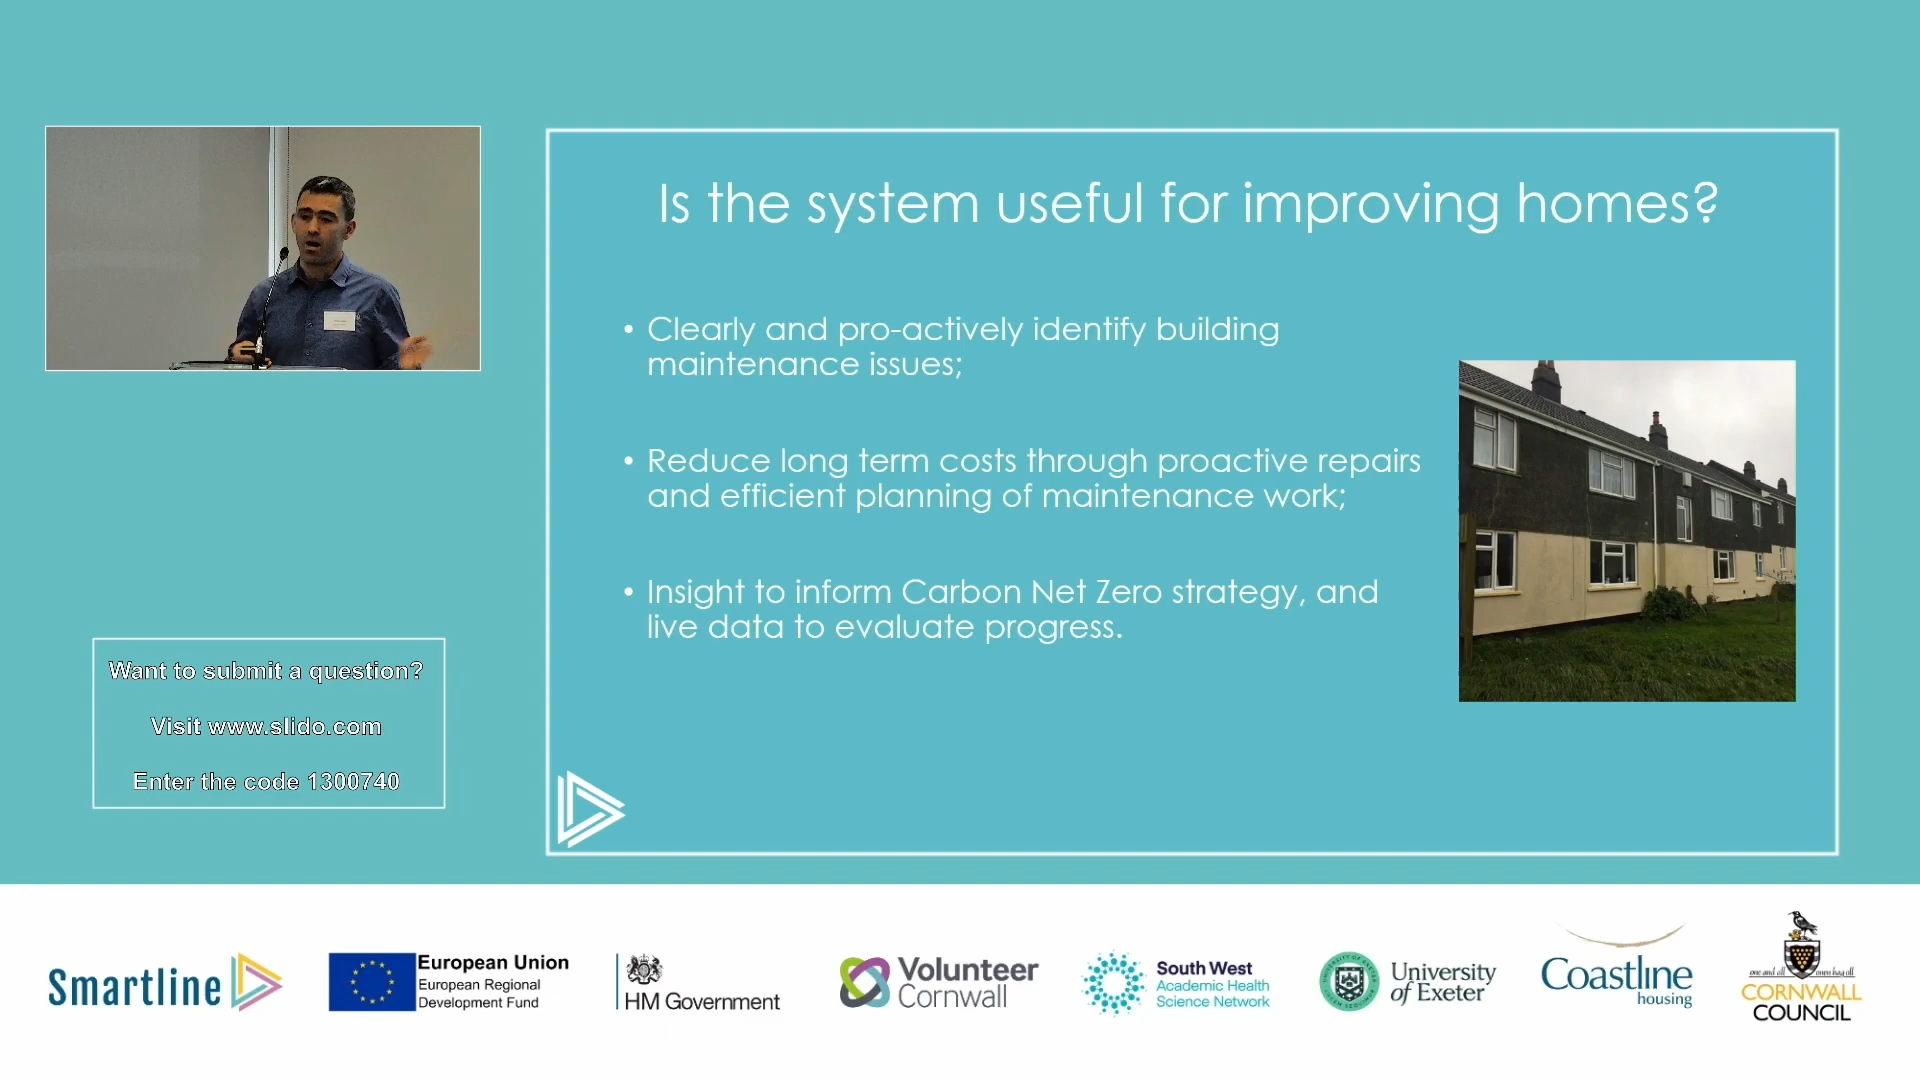 Is the system useful for improving homes?
• Clearly and pro-actively identify building
maintenance issues;
• Reduce long term costs through proactive repairs
and efficient planning of maintenance work;
• Insight to inform Carbon Net Zero strategy, and
live data to evaluate progress.
Want to submit a question?
Visit www.slido.com
Enter the code 1300740
Smartline
European Union
European Regional
Development Fund
HM Government
Volunteer
Cornwall
South West
Academic Health
Science Network
University
of Exeter
Coastline
housing
one and all
CORNWALL
COUNCIL